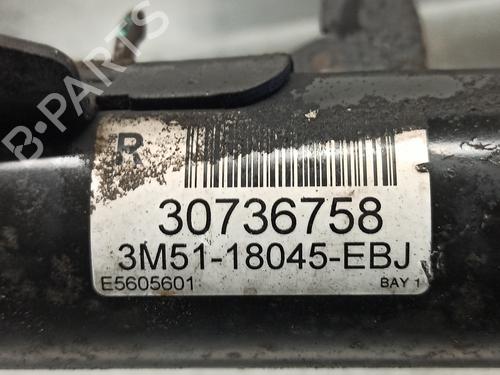 B-PARTS
R
30736758
3M51-18045-EBJ
E5605601 BAY 1